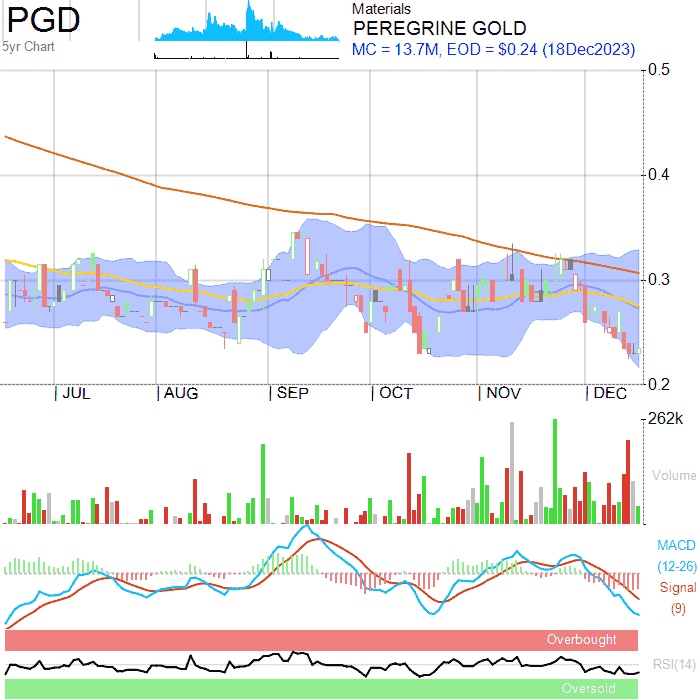 PGD
5yr Chart
Materials
PEREGRINE GOLD
MC = 13.7M, EOD = $0.24 (18Dec2023)
0.5
0.4
0.3
0.2
JUL
AUG
SEP
OCT
NOV
DEC
262k
Volume
MACD
(12-26)
Signal
(9)
Overbought
RSI(14)
Oversold